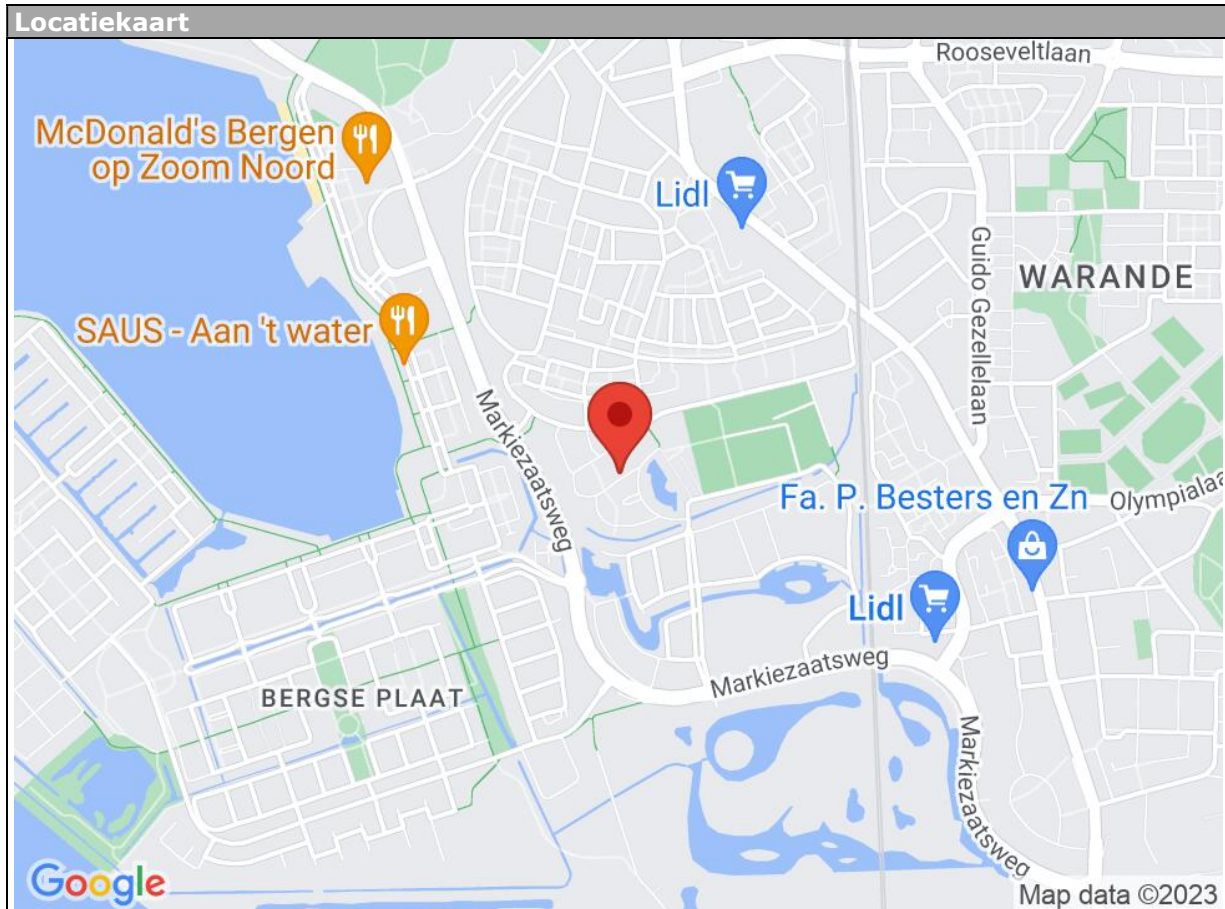 Locatiekaart
Rooseveltlaan
McDonald's Bergen
op Zoom Noord
Lidl
Guido Gezellelaan
WARANDE
SAUS - Aan 't water
Markiezaatsweg
Fa. P. Besters en Zn
Olympialaa
Lidl
Markiezaatsweg
BERGSE PLAAT
Markiezaatsweg
Google
Map data ©2023